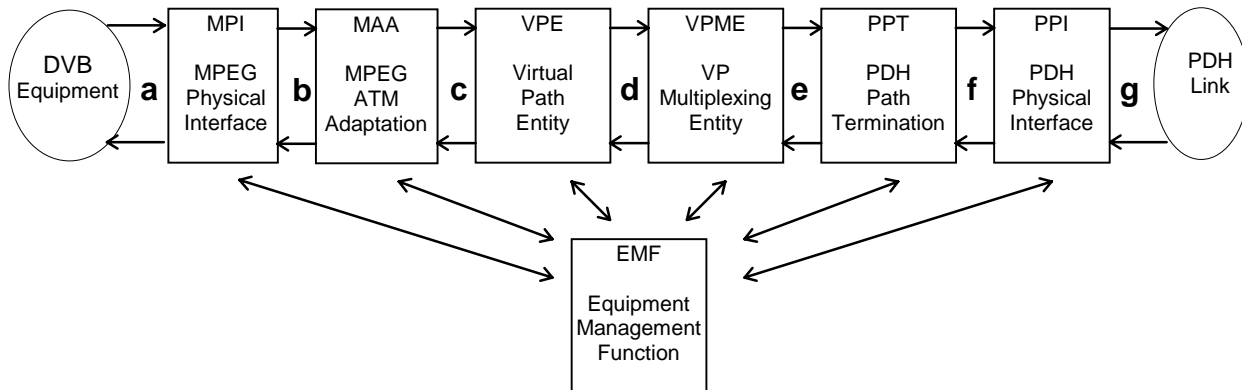 DVB
Equipment
a
MPI
MPEG
Physical
Interface
b
MAA
MPEG
ATM
Adaptation
c
VPE
Virtual
Path
Entity
d
VPME
VP
Multiplexing
Entity
e
PPT
PDH
Path
Termination
f
PPI
PDH
Physical
Interface
g
PDH
Link
EMF
Equipment
Management
Function